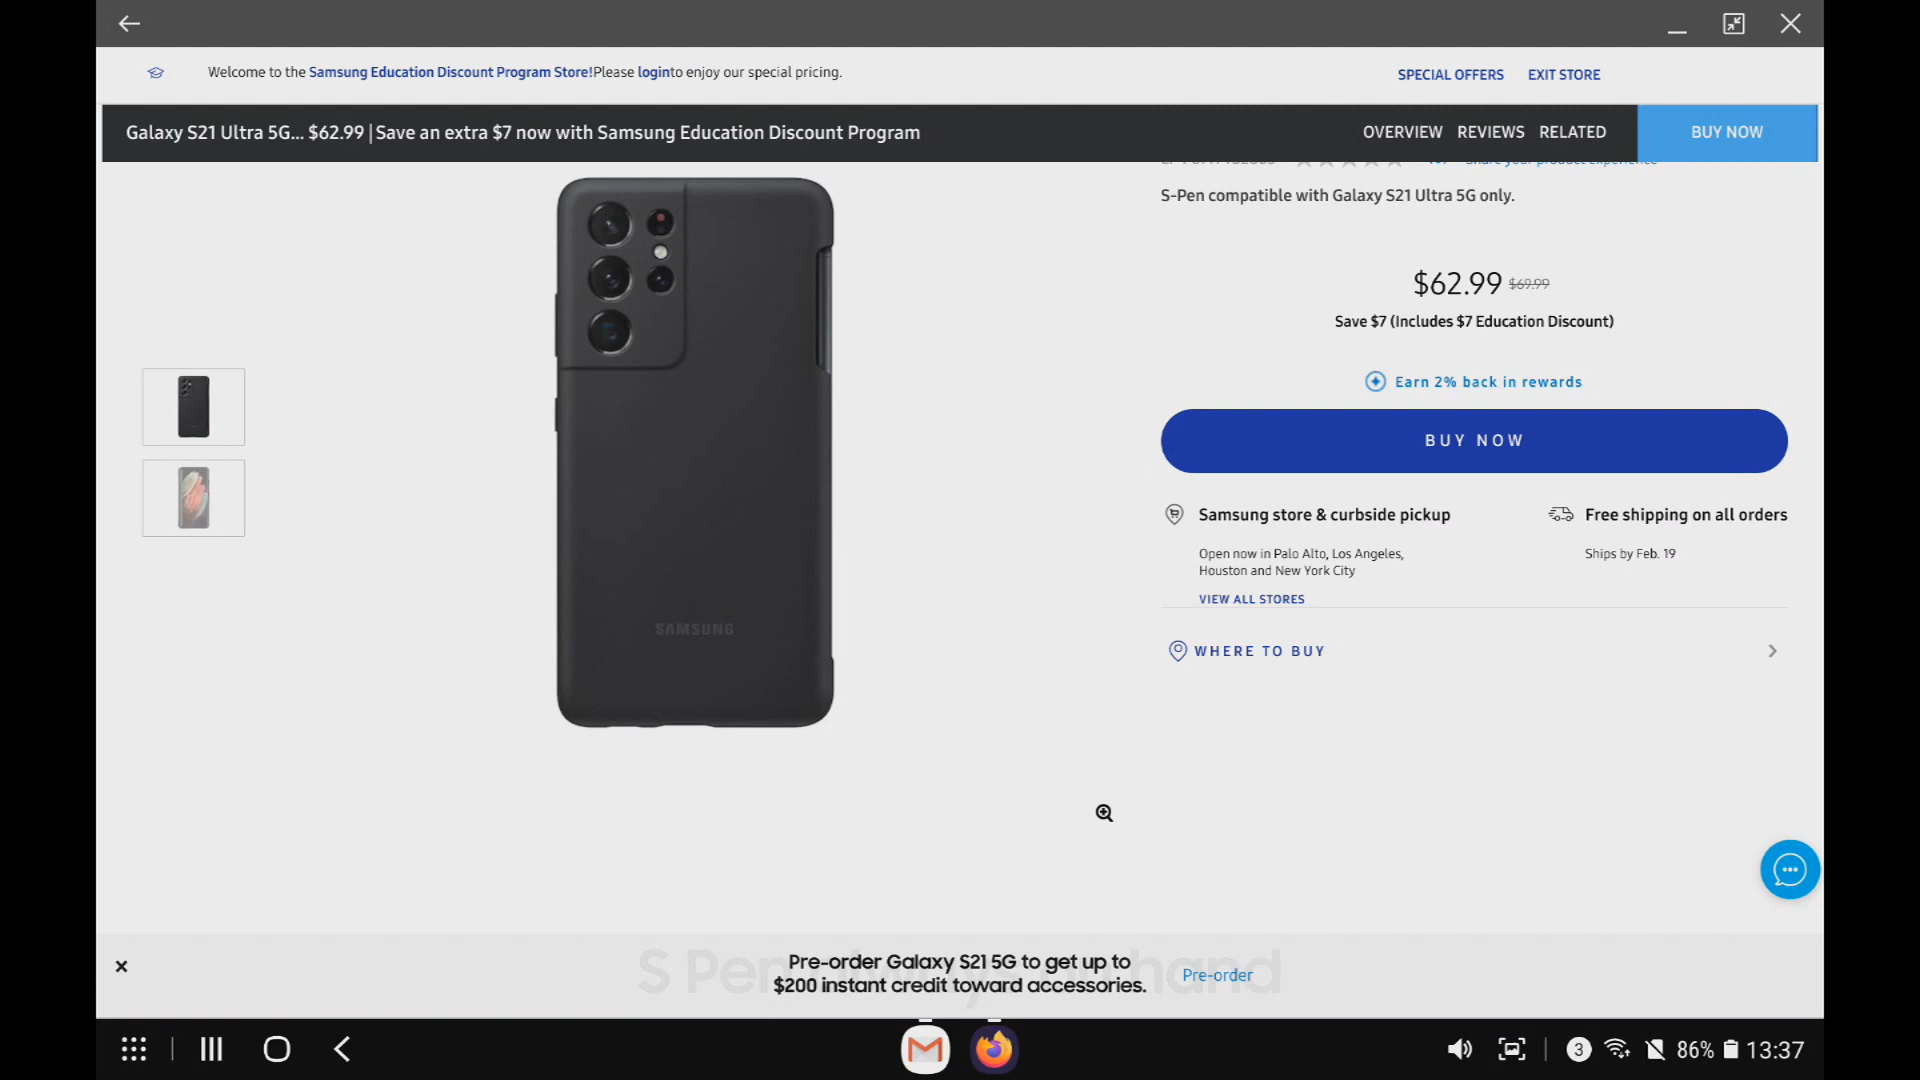 Welcome to the Samsung Education Discount Program Store!Please loginto enjoy our special pricing.
SPECIAL OFFERS EXIT STORE
Galaxy S21 Ultra 5G... $62.99 | Save an extra $7 now with Samsung Education Discount Program
OVERVIEW REVIEWS RELATED BUY NOW
Share your product experience
S-Pen compatible with Galaxy S21 Ultra 5G only.
$62.99 $69.99
Save $7 (Includes $7 Education Discount)
Earn 2% back in rewards
BUY NOW
Samsung store & curbside pickup
Open now in Palo Alto, Los Angeles,
Houston and New York City
VIEW ALL STORES
Free shipping on all orders
Ships by Feb. 19
WHERE TO BUY
SAMSUNG
S Pen hand
Pre-order Galaxy S21 5G to get up to
$200 instant credit toward accessories.
Pre-order
3 86% 13:37